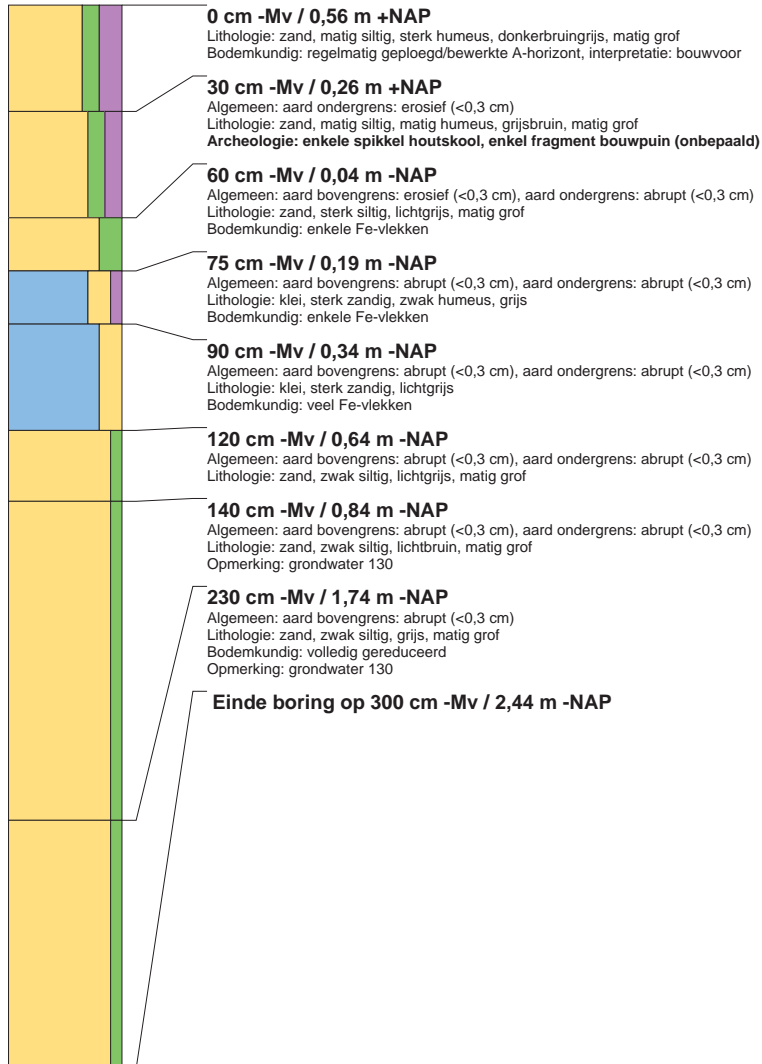 0 cm -Mv / 0,56 m +NAP
Lithologie: zand, matig siltig, sterk humeus, donkerbruingrijs, matig grof
Bodemkundig: regelmatig geploegd/bewerkte A-horizont, interpretatie: bouwvoor
30 cm -Mv / 0,26 m +NAP
Algemeen: aard ondergrens: erosief (<0,3 cm)
Lithologie: zand, matig siltig, matig humeus, grijsbruin, matig grof
Archeologie: enkele spikkel houtskool, enkel fragment bouwpuin (onbepaald)
60 cm -Mv / 0,04 m -NAP
Algemeen: aard bovengrens: erosief (<0,3 cm), aard ondergrens: abrupt (<0,3 cm)
Lithologie: zand, sterk siltig, lichtgrijs, matig grof
Bodemkundig: enkele Fe-vlekken
75 cm -Mv / 0,19 m -NAP
Algemeen: aard bovengrens: abrupt (<0,3 cm), aard ondergrens: abrupt (<0,3 cm)
Lithologie: klei, sterk zandig, zwak humeus, grijs
Bodemkundig: enkele Fe-vlekken
90 cm -Mv / 0,34 m -NAP
Algemeen: aard bovengrens: abrupt (<0,3 cm), aard ondergrens: abrupt (<0,3 cm)
Lithologie: klei, sterk zandig, lichtgrijs
Bodemkundig: veel Fe-vlekken
120 cm -Mv / 0,64 m -NAP
Algemeen: aard bovengrens: abrupt (<0,3 cm), aard ondergrens: abrupt (<0,3 cm)
Lithologie: zand, zwak siltig, lichtgrijs, matig grof
140 cm -Mv / 0,84 m -NAP
Algemeen: aard bovengrens: abrupt (<0,3 cm), aard ondergrens: abrupt (<0,3 cm)
Lithologie: zand, zwak siltig, lichtbruin, matig grof
Opmerking: grondwater 130
230 cm -Mv / 1,74 m -NAP
Algemeen: aard bovengrens: abrupt (<0,3 cm)
Lithologie: zand, zwak siltig, grijs, matig grof
Bodemkundig: volledig gereduceerd
Opmerking: grondwater 130
Einde boring op 300 cm -Mv / 2,44 m -NAP